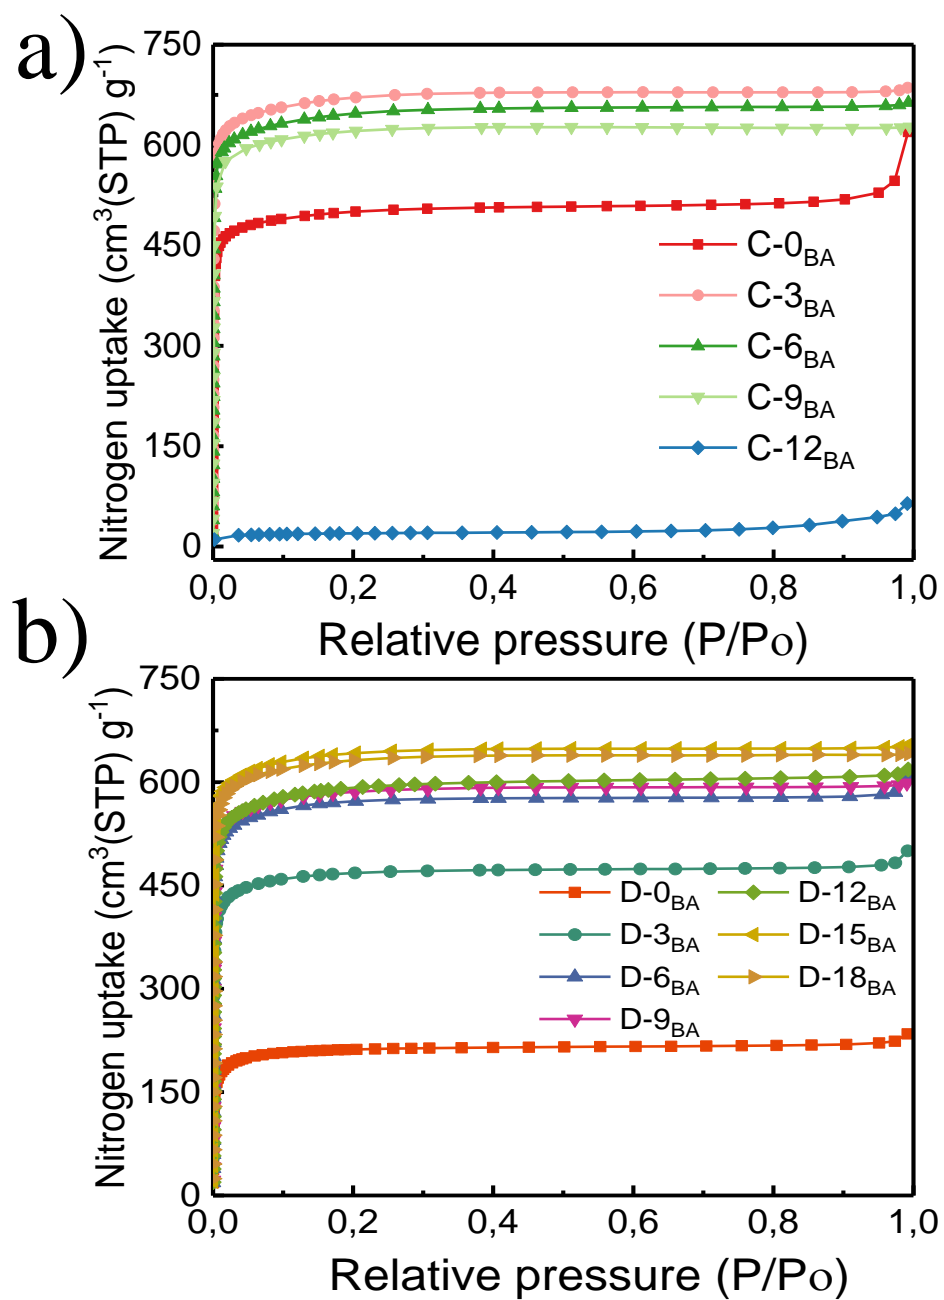 a)
Nitrogen uptake (cm³(STP) g⁻¹)
750
600
450
300
150
0
C-0BA
C-3BA
C-6BA
C-9BA
C-12BA
0,0 0,2 0,4 0,6 0,8 1,0
Relative pressure (P/Po)
b)
Nitrogen uptake (cm³(STP) g⁻¹)
750
600
450
300
150
0
D-0BA D-12BA
D-3BA D-15BA
D-6BA D-18BA
D-9BA
0,0 0,2 0,4 0,6 0,8 1,0
Relative pressure (P/Po)